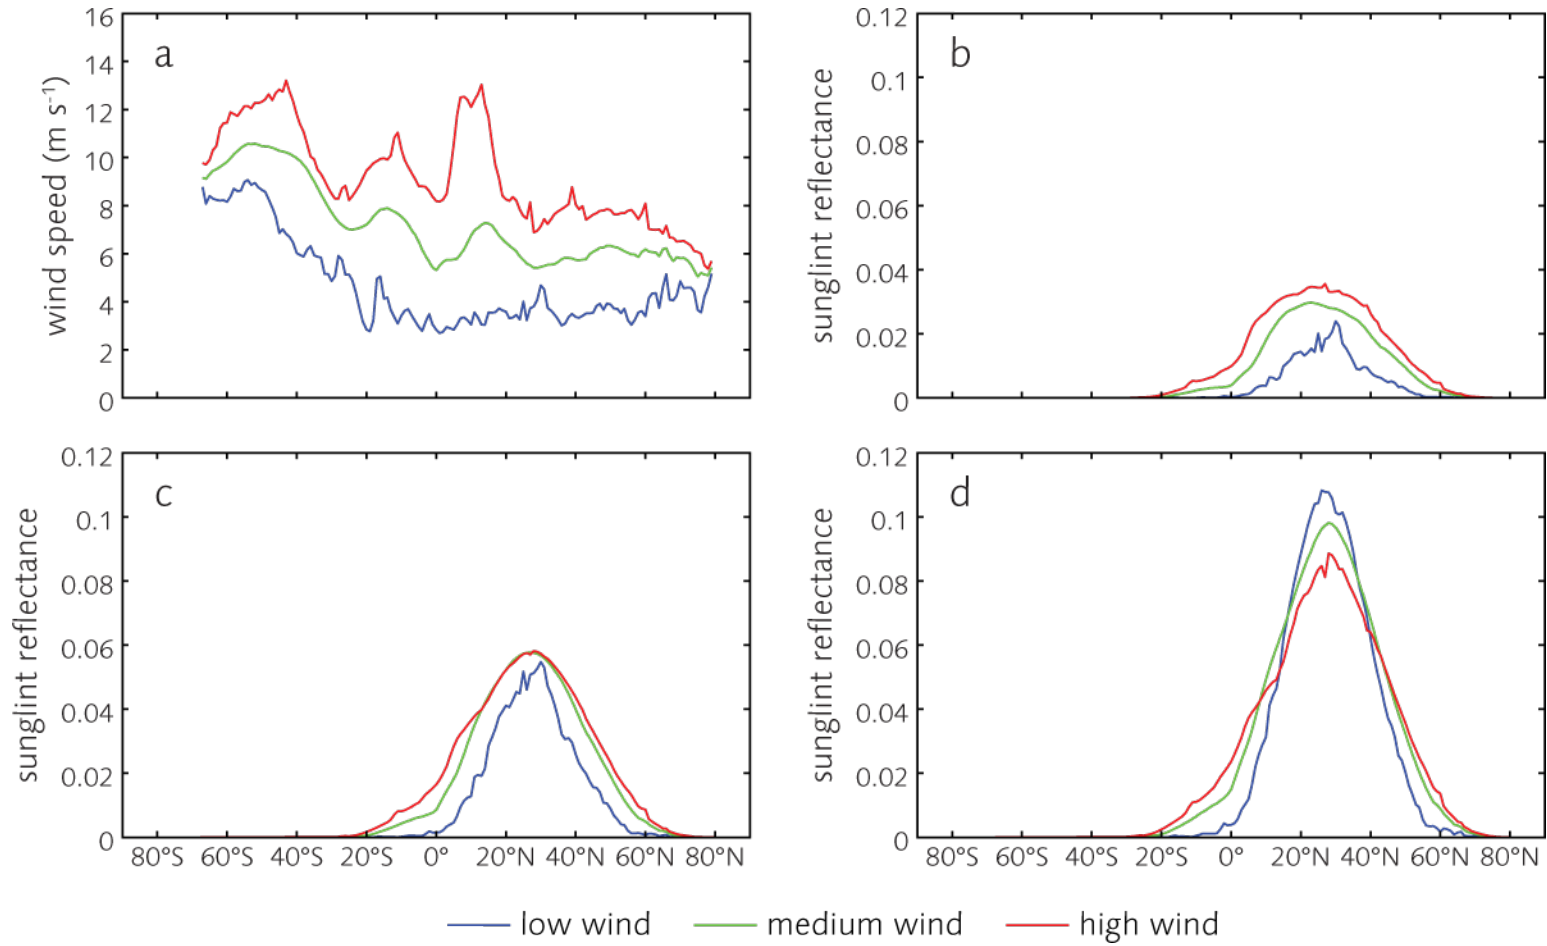 a
wind speed (m s⁻¹)
16
14
12
10
8
6
4
2
0
b
sunglint reflectance
0.12
0.1
0.08
0.06
0.04
0.02
0
c
sunglint reflectance
0.12
0.1
0.08
0.06
0.04
0.02
0
80°S 60°S 40°S 20°S 0° 20°N 40°N 60°N 80°N
d
sunglint reflectance
0.12
0.1
0.08
0.06
0.04
0.02
0
80°S 60°S 40°S 20°S 0° 20°N 40°N 60°N 80°N
low wind medium wind high wind